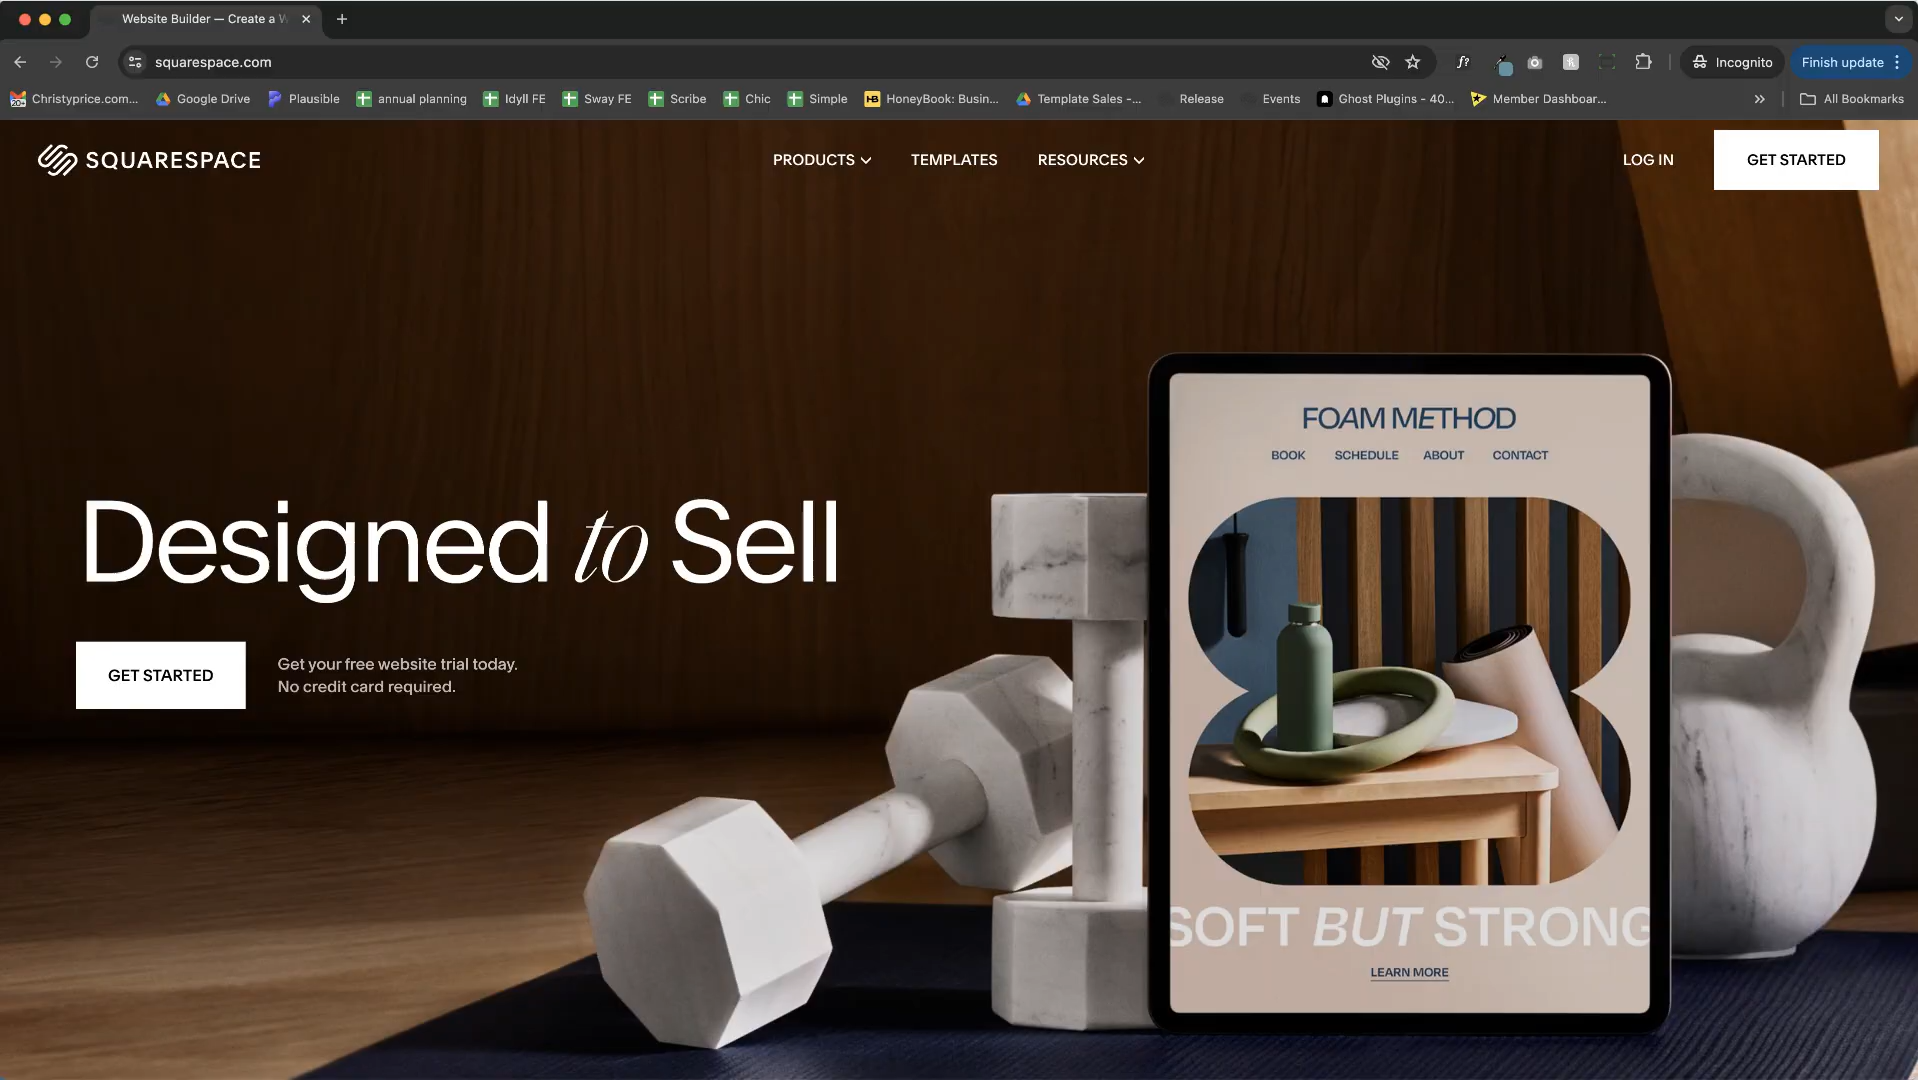 Website Builder — Create a W
squarespace.com
Incognito
Finish update
Christyprice.com...
Google Drive
Plausible
annual planning
Idyll FE
Sway FE
Scribe
Chic
Simple
HoneyBook: Busin...
Template Sales -...
Release
Events
Ghost Plugins - 40...
Member Dashboar...
All Bookmarks
SQUARESPACE
PRODUCTS
TEMPLATES
RESOURCES
LOG IN
GET STARTED
Designed to Sell
GET STARTED
Get your free website trial today.
No credit card required.
FOAM METHOD
BOOK SCHEDULE ABOUT CONTACT
SOFT BUT STRONG
LEARN MORE